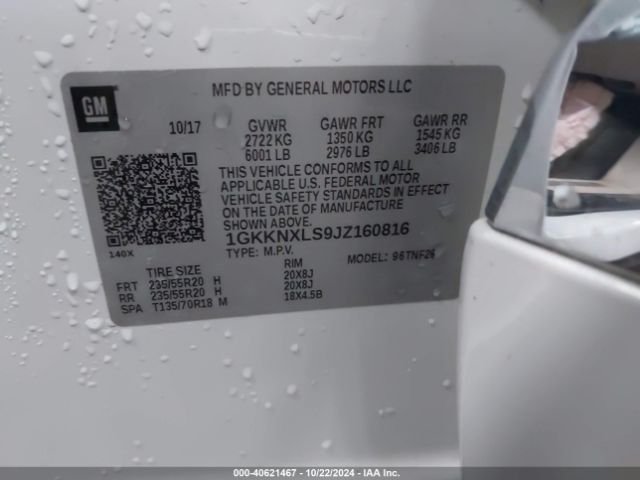 GM
MFD BY GENERAL MOTORS LLC
10/17 GVWR GAWR FRT GAWR RR
2722 KG 1350 KG 1545 KG
6001 LB 2976 LB 3406 LB
THIS VEHICLE CONFORMS TO ALL
APPLICABLE U.S. FEDERAL MOTOR
VEHICLE SAFETY STANDARDS IN EFFECT
ON THE DATE OF MANUFACTURE
SHOWN ABOVE.
1GKKNXLS9JZ160816
140X
TYPE: M.P.V. MODEL: 96TNF26
TIRE SIZE RIM
FRT 235/55R20 H 20X8J
RR 235/55R20 H 20X8J
SPA T135/70R18 M 18X4.5B
000-40621467 - 10/22/2024 - IAA Inc.